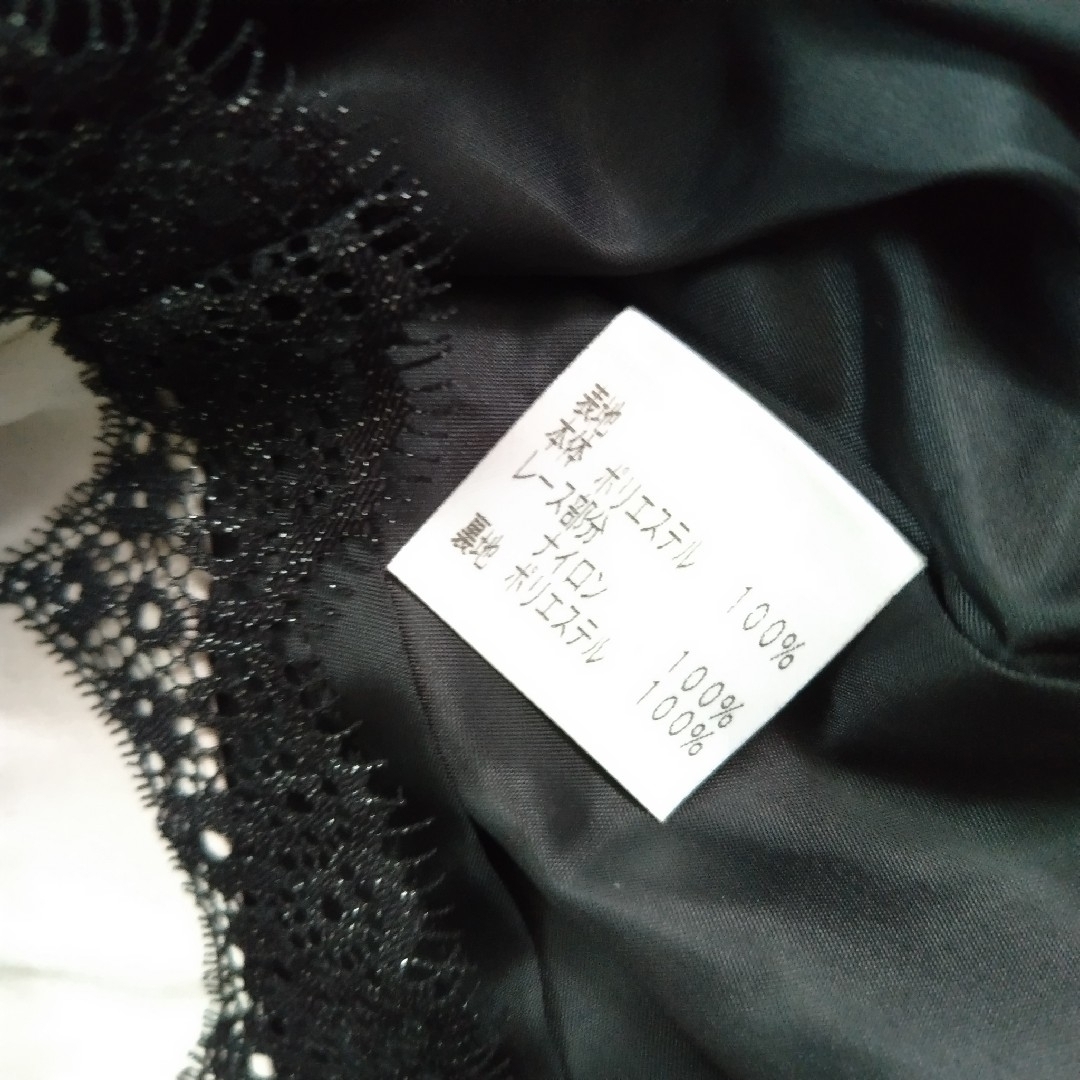 表地
本体 ポリエステル 100%
レース部分
ナイロン 100%
裏地 ポリエステル 100%